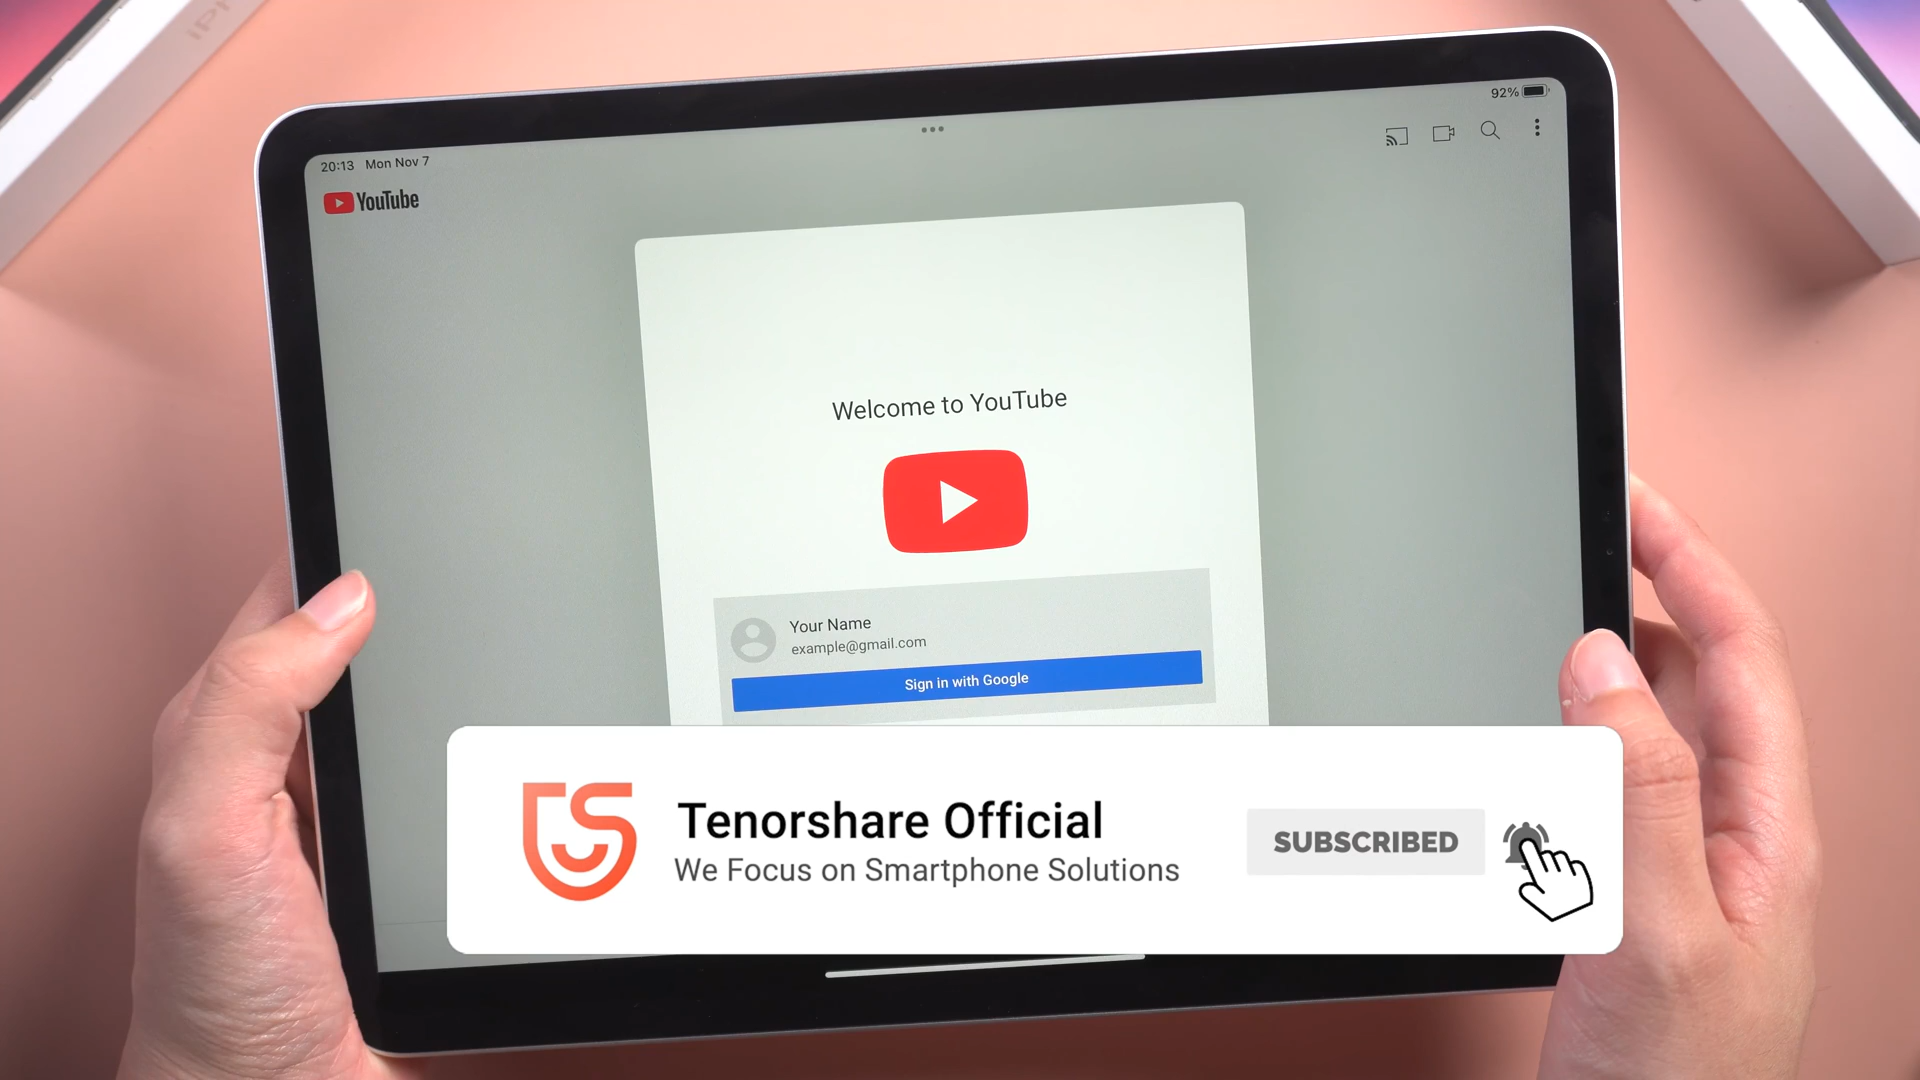 92%
20:13 Mon Nov 7
YouTube
Welcome to YouTube
Your Name
example@gmail.com
Sign in with Google
Tenorshare Official
We Focus on Smartphone Solutions
SUBSCRIBED